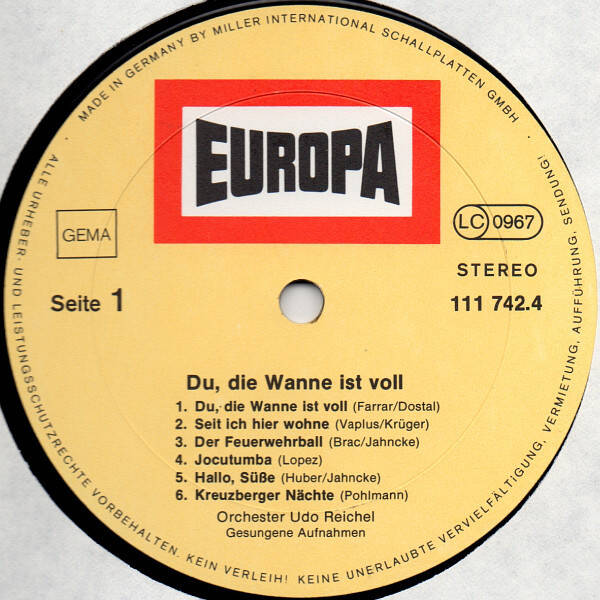 MADE IN GERMANY BY MILLER INTERNATIONAL SCHALLPLATTEN GMBH
EUROPA
GEMA
LC 0967
STEREO
Seite 1
111 742.4
Du, die Wanne ist voll
1. Du, die Wanne ist voll (Farrar/Dostal)
2. Seit ich hier wohne (Vaplus/Krüger)
3. Der Feuerwehrball (Brac/Jahncke)
4. Jocutumba (Lopez)
5. Hallo, Süße (Huber/Jahncke)
6. Kreuzberger Nächte (Pohlmann)
Orchester Udo Reichel
Gesungene Aufnahmen
ALLE URHEBER- UND LEISTUNGSSCHUTZRECHTE VORBEHALTEN. KEIN VERLEIH! KEINE UNERLAUBTE VERVIELFÄLTIGUNG, VERMIETUNG, AUFFÜHRUNG, SENDUNG!